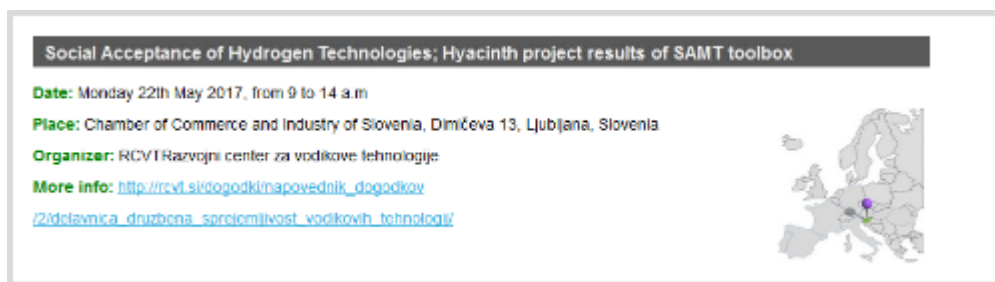 Social Acceptance of Hydrogen Technologies; Hyacinth project results of SAMT toolbox
Date: Monday 22th May 2017, from 9 to 14 a.m
Place: Chamber of Commerce and Industry of Slovenia, Dimičeva 13, Ljubljana, Slovenia
Organizer: RCVTRazvojni center za vodikove tehnologije
More info: http://rcvt.si/dogodki/napovednik_dogodkov
/2/delavnica_druzbena_sprejemljivost_vodikovih_tehnologij/